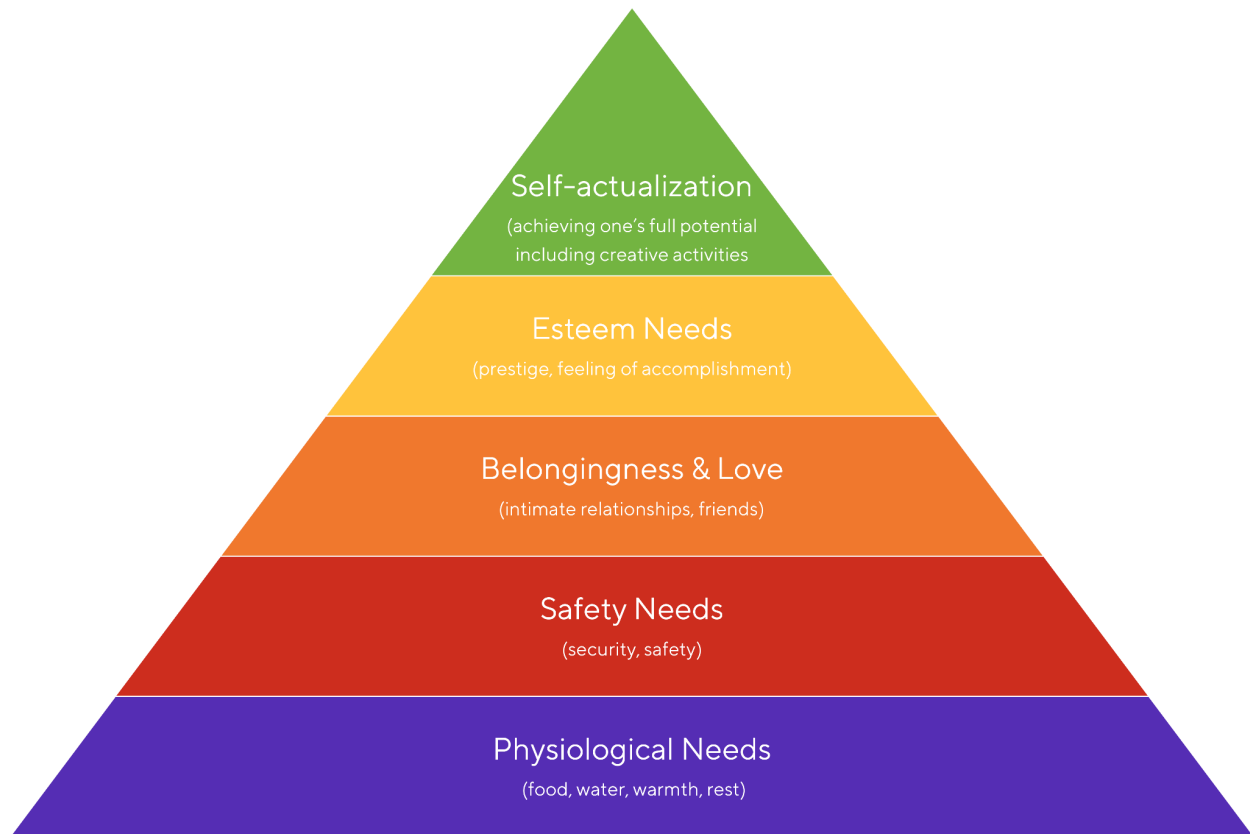 Self-actualization
(achieving one’s full potential
including creative activities
Esteem Needs
(prestige, feeling of accomplishment)
Belongingness & Love
(intimate relationships, friends)
Safety Needs
(security, safety)
Physiological Needs
(food, water, warmth, rest)